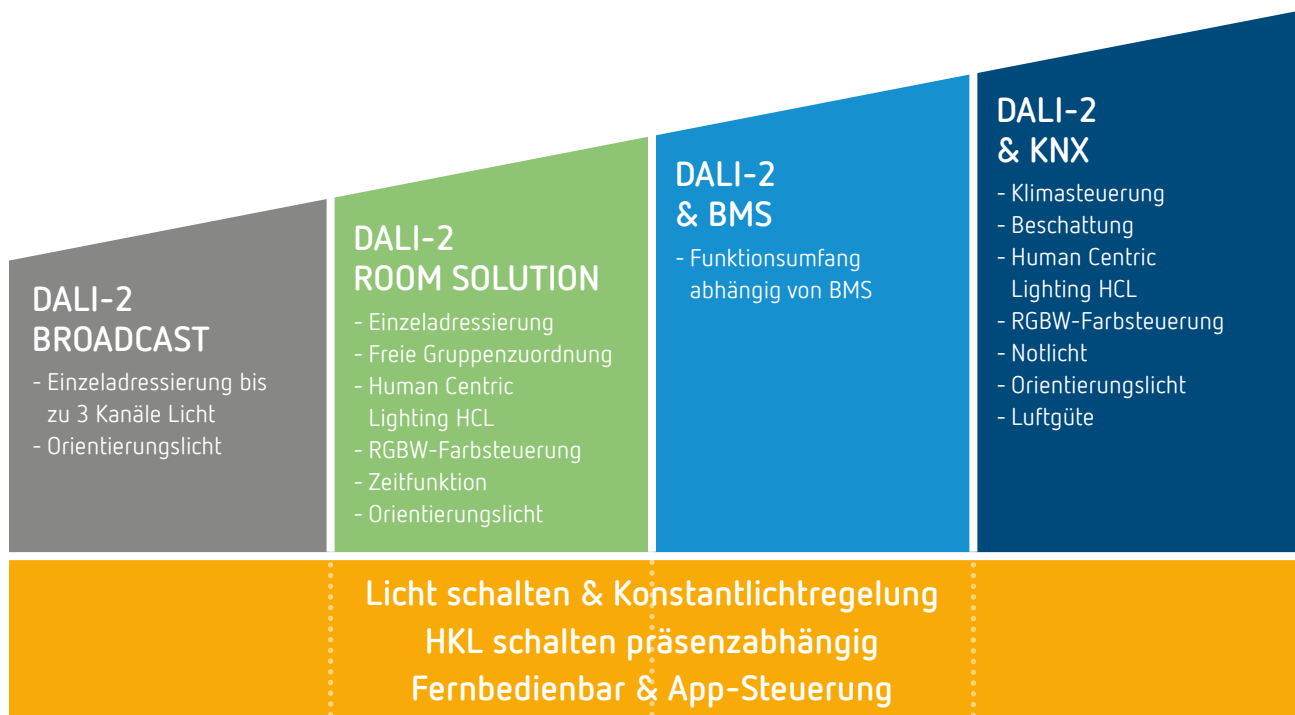 DALI-2
BROADCAST
- Einzeladressierung bis
zu 3 Kanäle Licht
- Orientierungslicht
DALI-2
ROOM SOLUTION
- Einzeladressierung
- Freie Gruppenzuordnung
- Human Centric
Lighting HCL
- RGBW-Farbsteuerung
- Zeitfunktion
- Orientierungslicht
DALI-2
& BMS
- Funktionsumfang
abhängig von BMS
DALI-2
& KNX
- Klimasteuerung
- Beschattung
- Human Centric
Lighting HCL
- RGBW-Farbsteuerung
- Notlicht
- Orientierungslicht
- Luftgüte
Licht schalten & Konstantlichtregelung
HKL schalten präsenzabhängig
Fernbedienbar & App-Steuerung